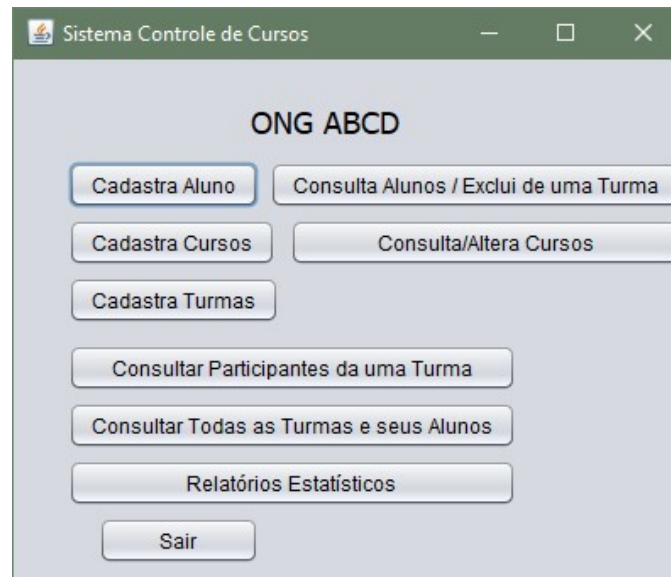 Sistema Controle de Cursos
ONG ABCD
Cadastra Aluno Consulta Alunos / Exclui de uma Turma
Cadastra Cursos Consulta/Altera Cursos
Cadastra Turmas
Consultar Participantes da uma Turma
Consultar Todas as Turmas e seus Alunos
Relatórios Estatísticos
Sair